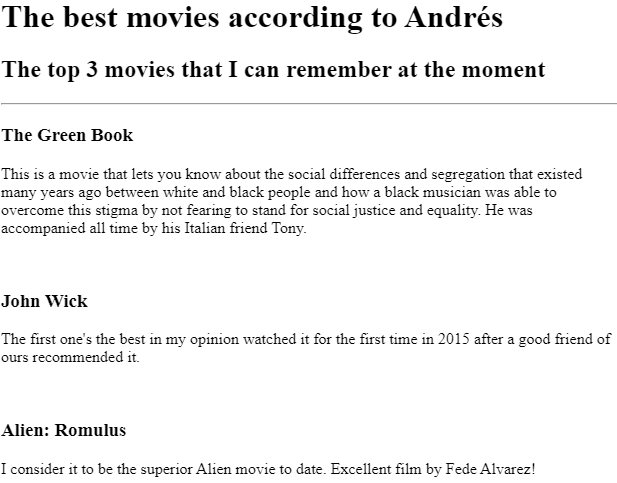 The best movies according to Andrés
The top 3 movies that I can remember at the moment
The Green Book
This is a movie that lets you know about the social differences and segregation that existed
many years ago between white and black people and how a black musician was able to
overcome this stigma by not fearing to stand for social justice and equality. He was
accompanied all time by his Italian friend Tony.
John Wick
The first one's the best in my opinion watched it for the first time in 2015 after a good friend of
ours recommended it.
Alien: Romulus
I consider it to be the superior Alien movie to date. Excellent film by Fede Alvarez!